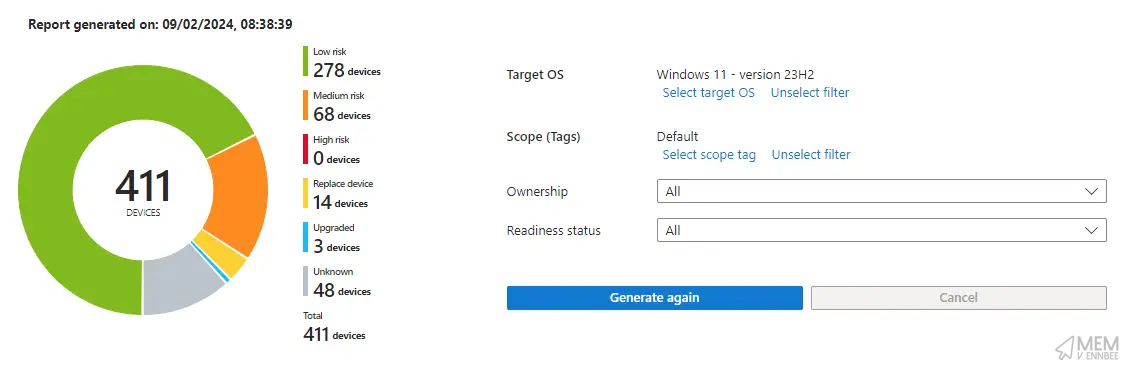 Report generated on: 09/02/2024, 08:38:39
411
DEVICES
Low risk
278 devices
Medium risk
68 devices
High risk
0 devices
Replace device
14 devices
Upgraded
3 devices
Unknown
48 devices
Total
411 devices
Target OS
Windows 11 - version 23H2
Select target OS Unselect filter
Scope (Tags)
Default
Select scope tag Unselect filter
Ownership
All
Readiness status
All
Generate again
Cancel
MEM
V ENNBEE